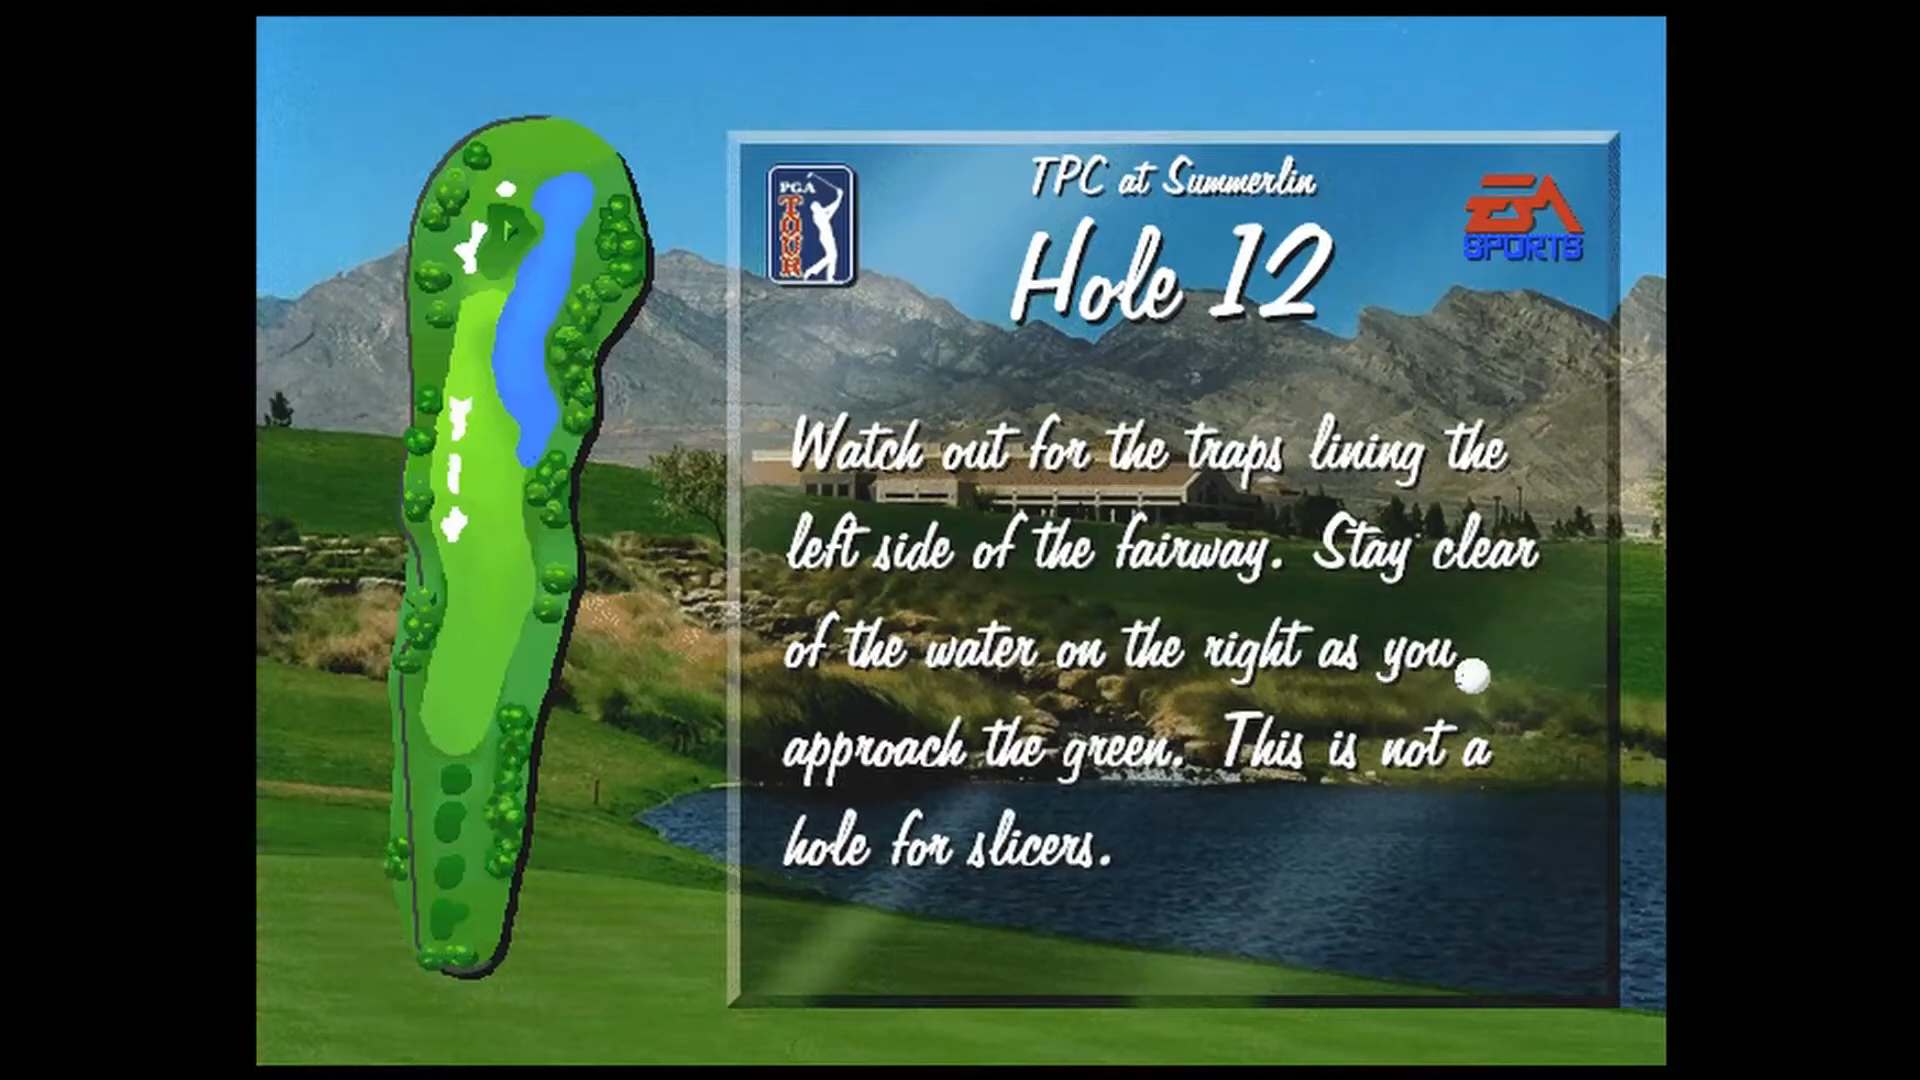 TPC at Summerlin
PGA
TOUR
EA
SPORTS
Hole 12
Watch out for the traps lining the
left side of the fairway. Stay clear
of the water on the right as you
approach the green. This is not a
hole for slicers.